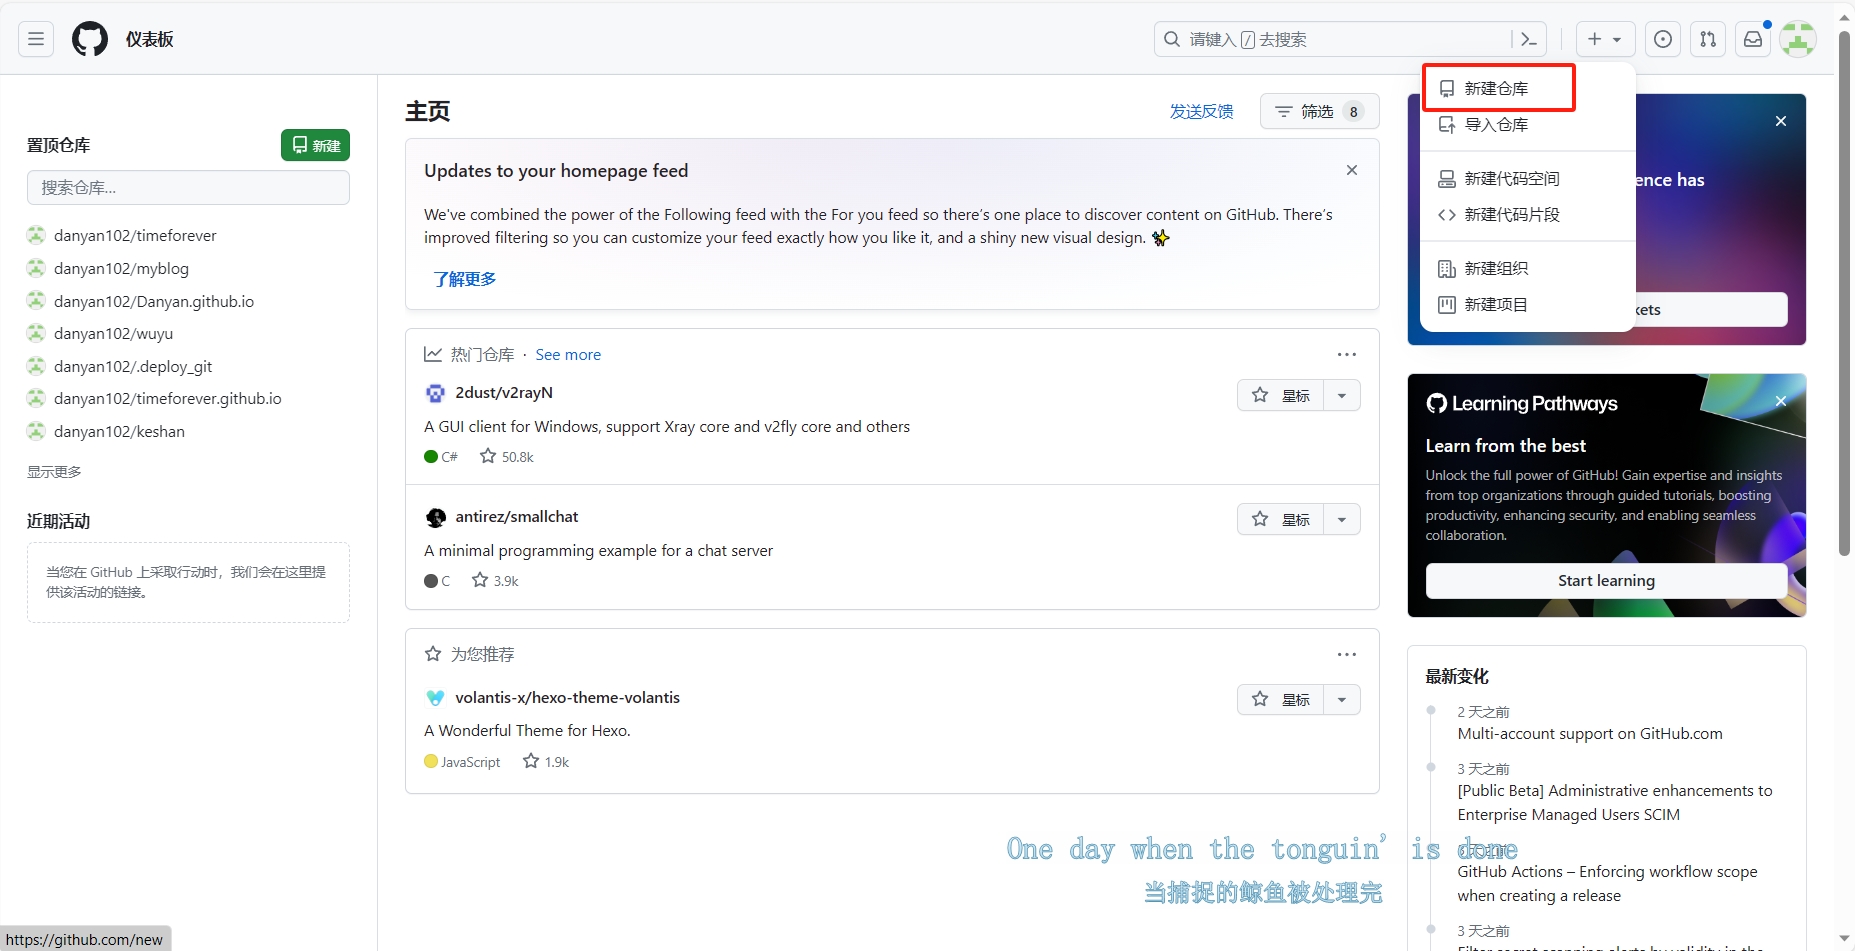 仪表板
请键入 / 去搜索
新建仓库
导入仓库
新建代码空间
新建代码片段
新建组织
新建项目
置顶仓库
新建
搜索仓库...
danyan102/timeforever
danyan102/myblog
danyan102/Danyan.github.io
danyan102/wuyu
danyan102/.deploy_git
danyan102/timeforever.github.io
danyan102/keshan
显示更多
近期活动
当您在 GitHub 上采取行动时，我们会在这里提
供该活动的链接。
主页
发送反馈
筛选 8
Updates to your homepage feed
We've combined the power of the Following feed with the For you feed so there's one place to discover content on GitHub. There's
improved filtering so you can customize your feed exactly how you like it, and a shiny new visual design. ✨
了解更多
热门仓库 · See more
2dust/v2rayN
星标
A GUI client for Windows, support Xray core and v2fly core and others
C# 50.8k
antirez/smallchat
星标
A minimal programming example for a chat server
C 3.9k
为您推荐
volantis-x/hexo-theme-volantis
星标
A Wonderful Theme for Hexo.
JavaScript 1.9k
ence has
kets
Learning Pathways
Learn from the best
Unlock the full power of GitHub! Gain expertise and insights
from top organizations through guided tutorials, boosting
productivity, enhancing security, and enabling seamless
collaboration.
Start learning
最新变化
2 天之前
Multi-account support on GitHub.com
3 天之前
[Public Beta] Administrative enhancements to
Enterprise Managed Users SCIM
3 天之前
GitHub Actions – Enforcing workflow scope
when creating a release
3 天之前
One day when the tonguin' is done
当捕捉的鲸鱼被处理完
https://github.com/new